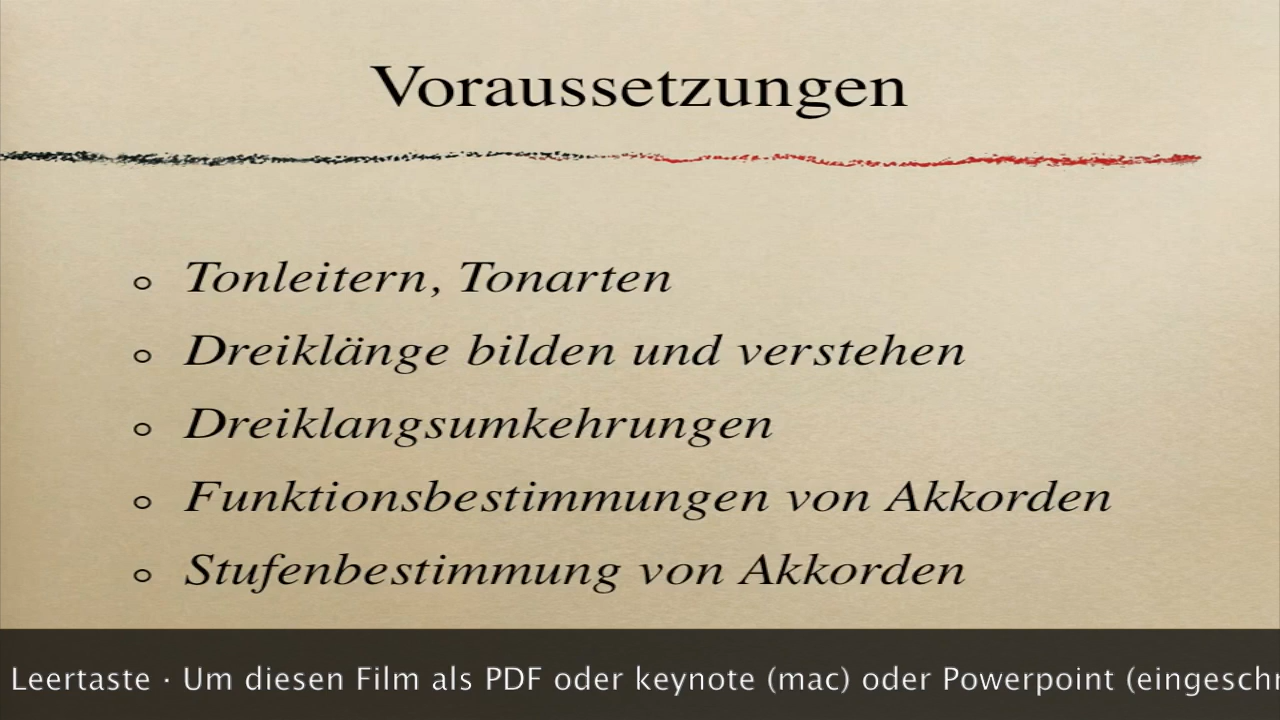 Voraussetzungen
Tonleitern, Tonarten
Dreiklänge bilden und verstehen
Dreiklangsumkehrungen
Funktionsbestimmungen von Akkorden
Stufenbestimmung von Akkorden
Leertaste · Um diesen Film als PDF oder keynote (mac) oder Powerpoint